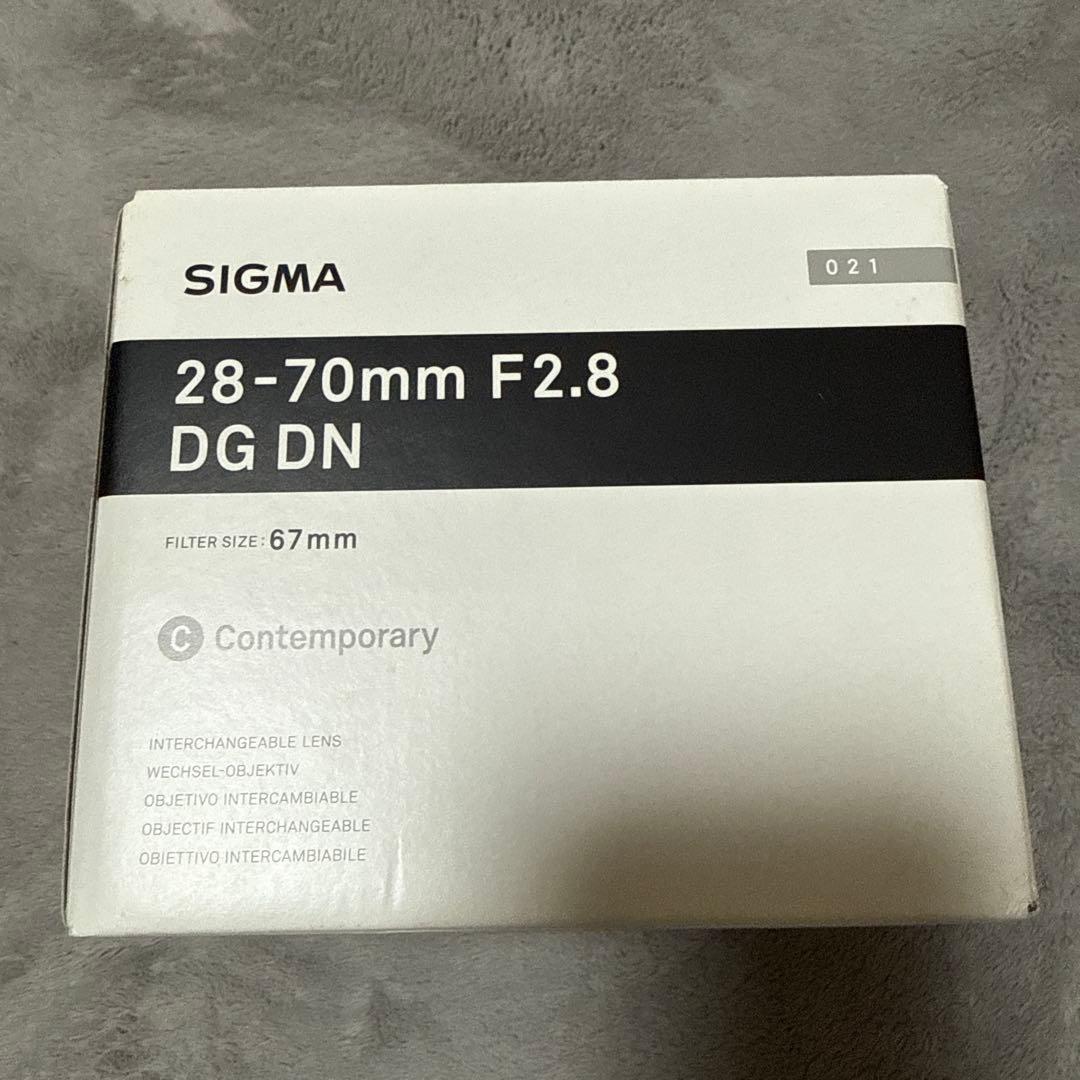 SIGMA
021
28-70mm F2.8
DG DN
FILTER SIZE: 67mm
C Contemporary
INTERCHANGEABLE LENS
WECHSEL-OBJEKTIV
OBJETIVO INTERCAMBIABLE
OBJECTIF INTERCHANGEABLE
OBIETTIVO INTERCAMBIABILE